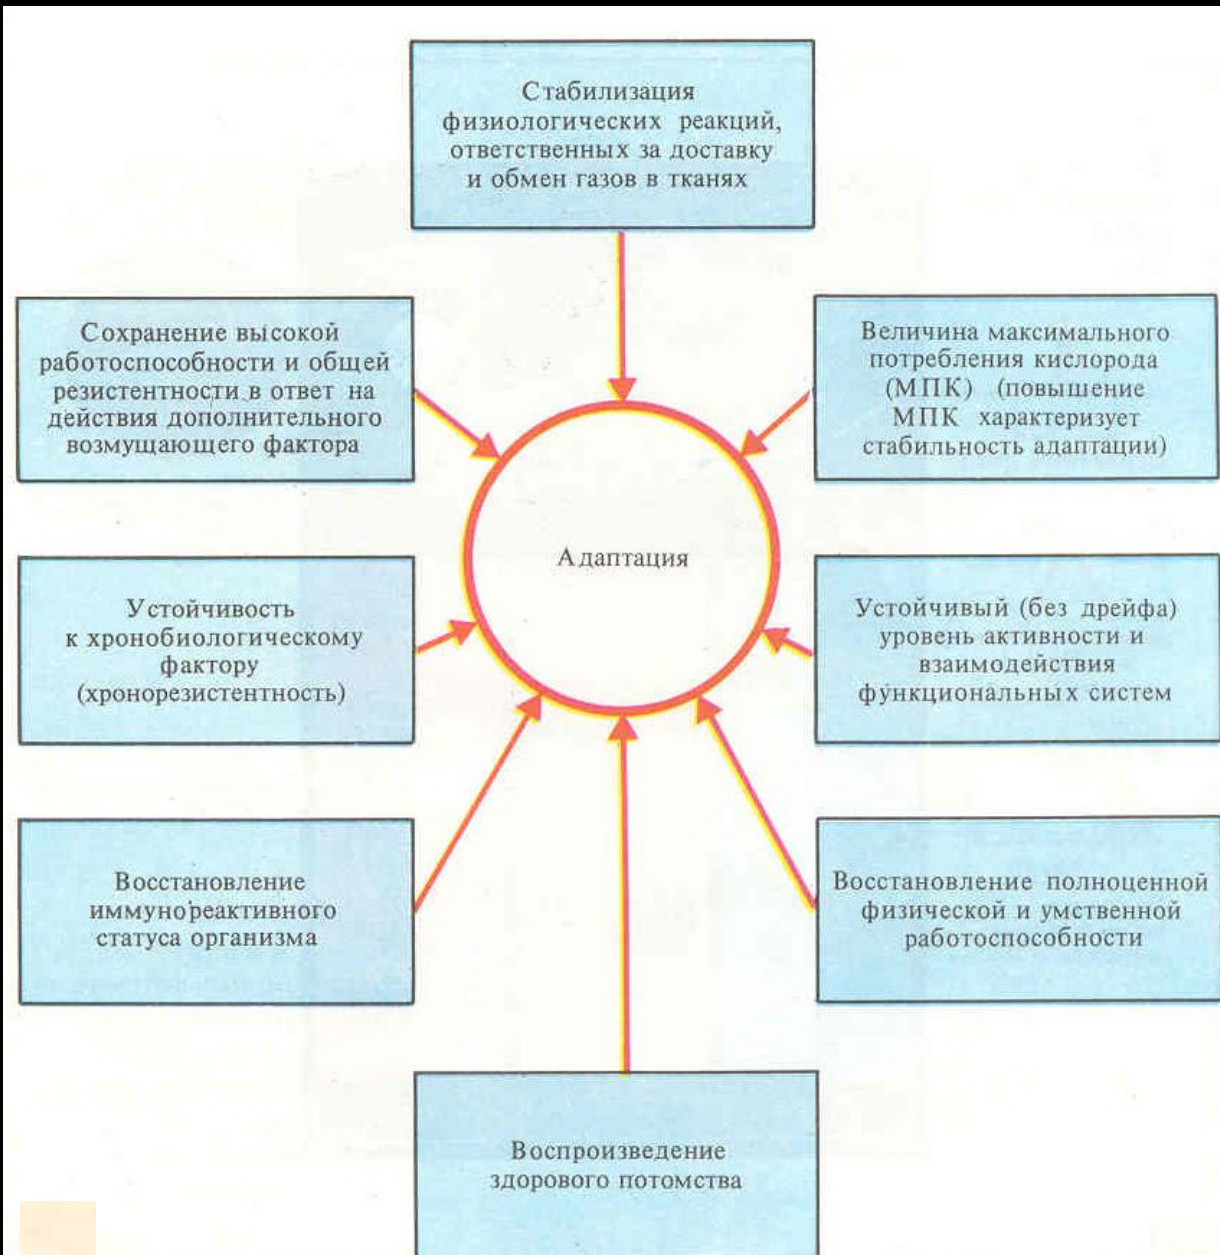 Стабилизация
физиологических реакций,
ответственных за доставку
и обмен газов в тканях
Сохранение высокой
работоспособности и общей
резистентности в ответ на
действия дополнительного
возмущающего фактора
Величина максимального
потребления кислорода
(МПК) (повышение
МПК характеризует
стабильность адаптации)
Адаптация
Устойчивость
к хронобиологическому
фактору
(хронорезистентность)
Устойчивый (без дрейфа)
уровень активности и
взаимодействия
функциональных систем
Восстановление
иммунореактивного
статуса организма
Восстановление полноценной
физической и умственной
работоспособности
Воспроизведение
здорового потомства